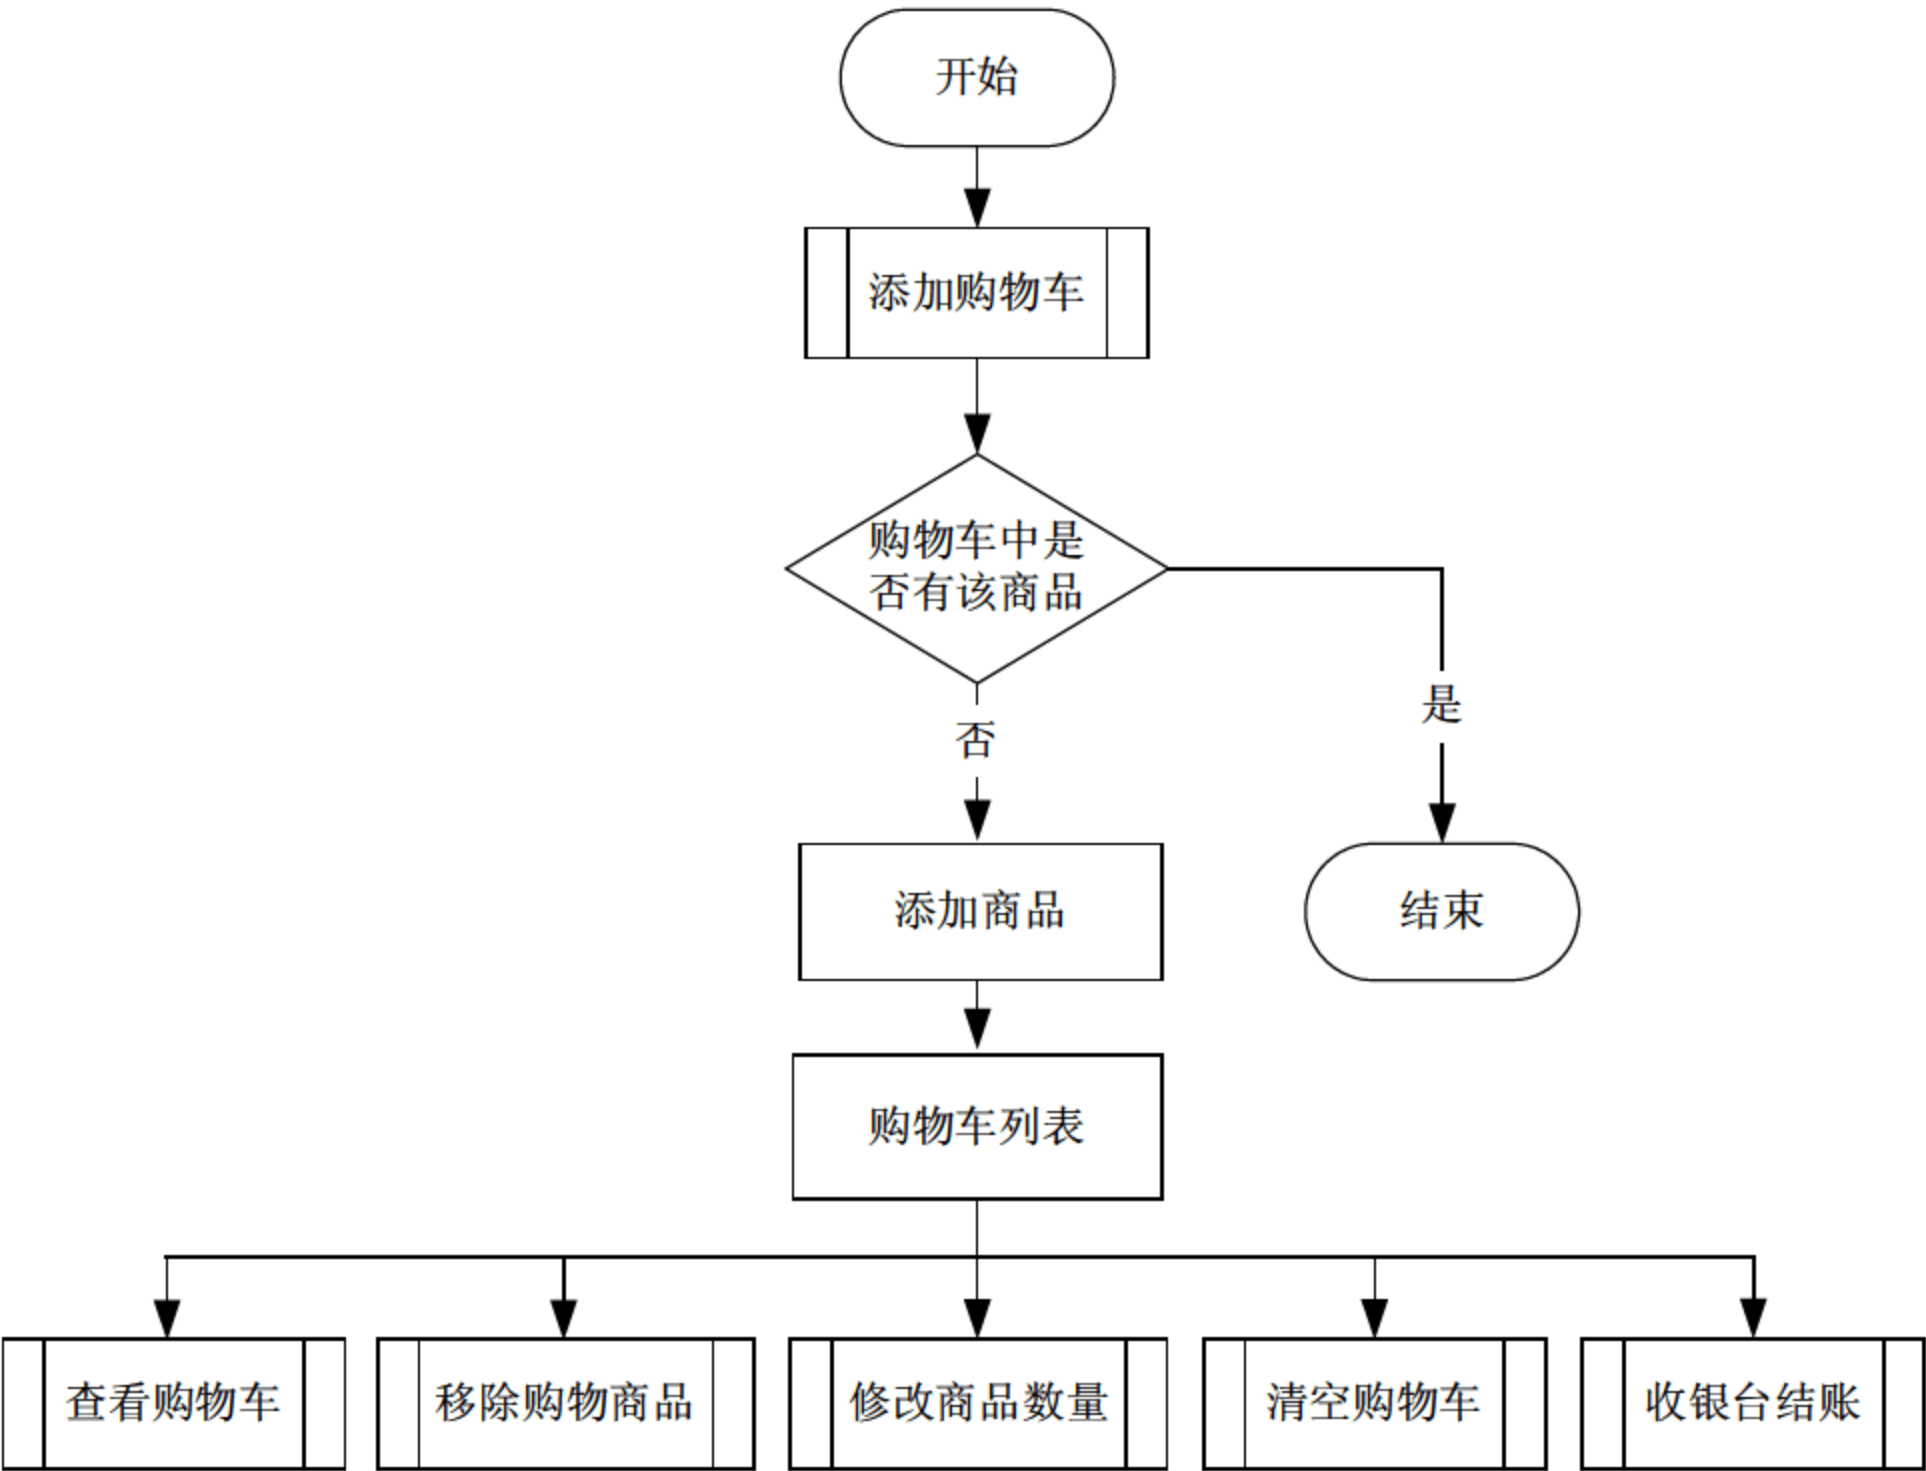 开始
添加购物车
购物车中是
否有该商品
否
是
添加商品
结束
购物车列表
查看购物车
移除购物商品
修改商品数量
清空购物车
收银台结账